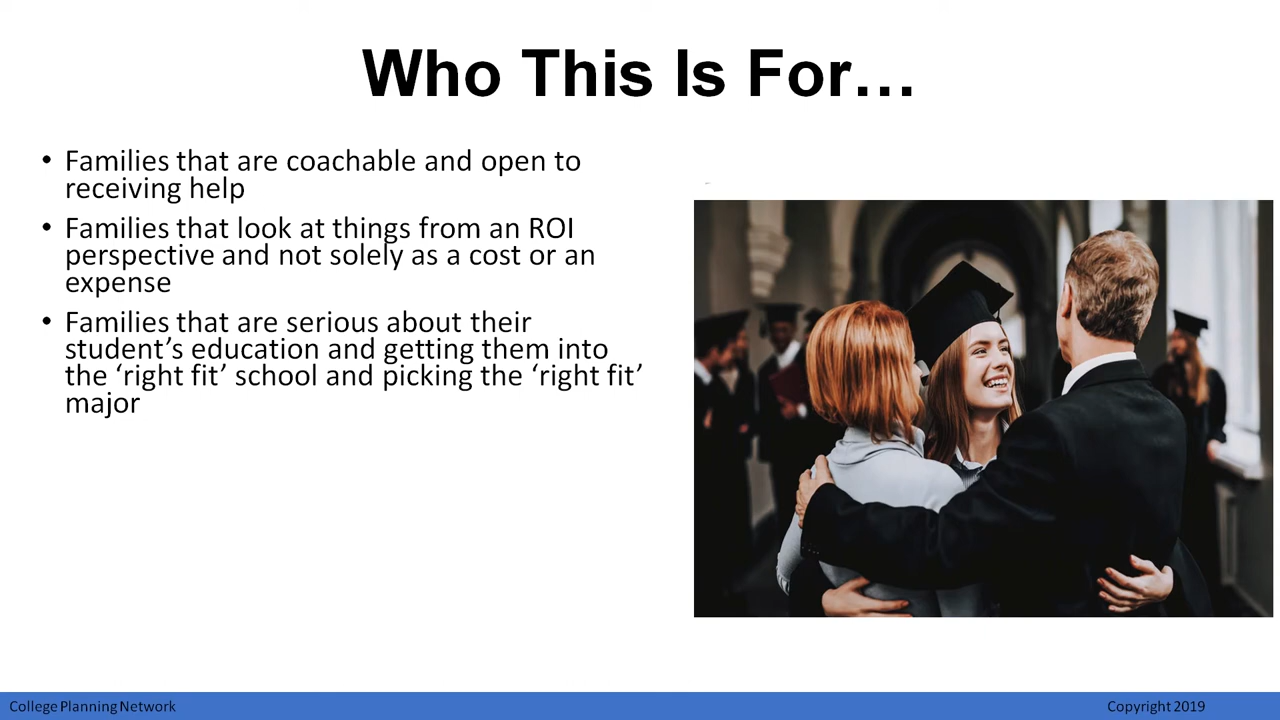 Who This Is For…
• Families that are coachable and open to
receiving help
• Families that look at things from an ROI
perspective and not solely as a cost or an
expense
• Families that are serious about their
student’s education and getting them into
the ‘right fit’ school and picking the ‘right fit’
major
College Planning Network
Copyright 2019